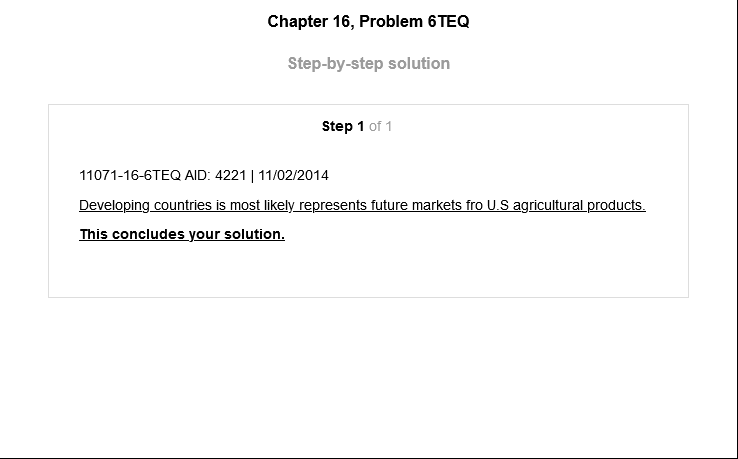 Chapter 16, Problem 6TEQ
Step-by-step solution
Step 1 of 1
11071-16-6TEQ AID: 4221 | 11/02/2014
Developing countries is most likely represents future markets fro U.S agricultural products.
This concludes your solution.